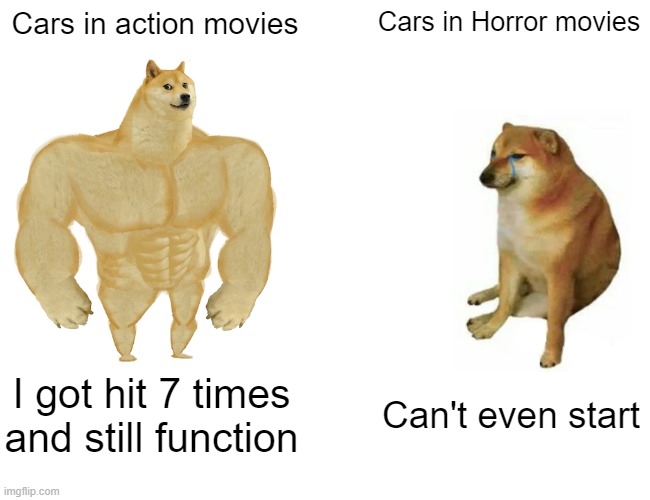 Cars in action movies
Cars in Horror movies
I got hit 7 times
and still function
Can't even start
imgflip.com